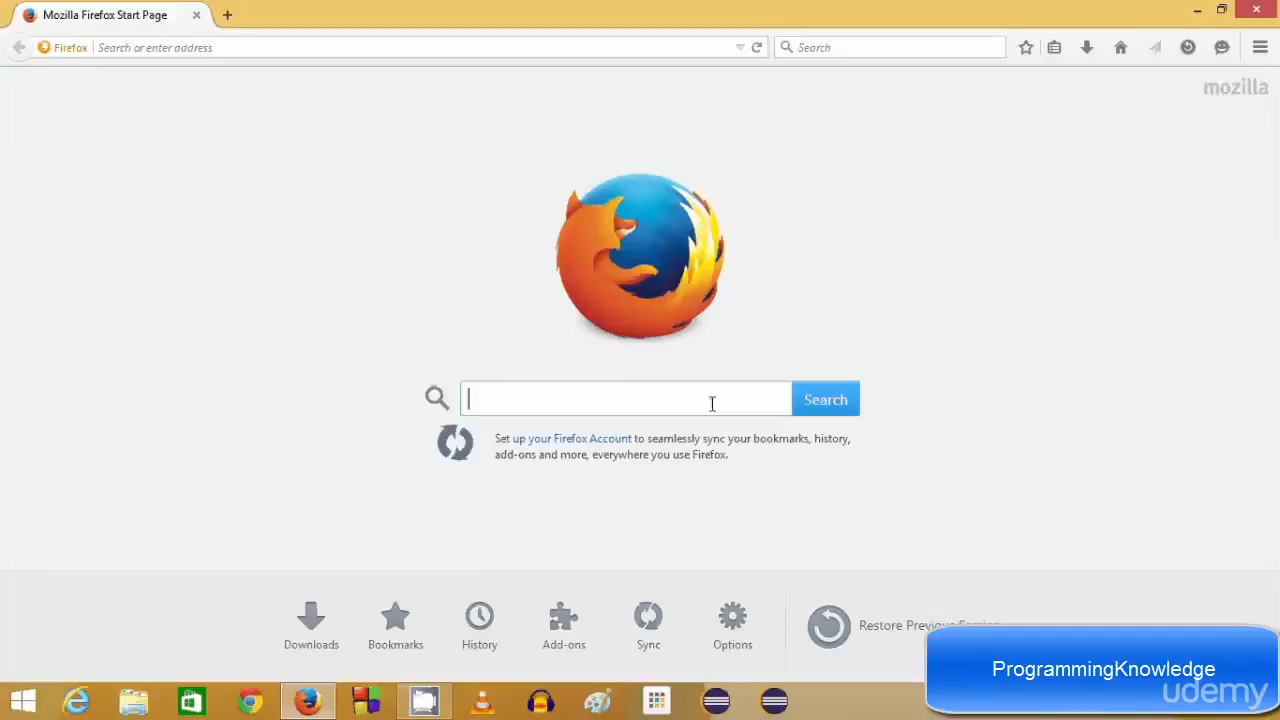 Mozilla Firefox Start Page
Firefox
Search or enter address
Search
mozilla
Search
Set up your Firefox Account to seamlessly sync your bookmarks, history,
add-ons and more, everywhere you use Firefox.
Downloads
Bookmarks
History
Add-ons
Sync
Options
Restore Previous Session
ProgrammingKnowledge
udemy